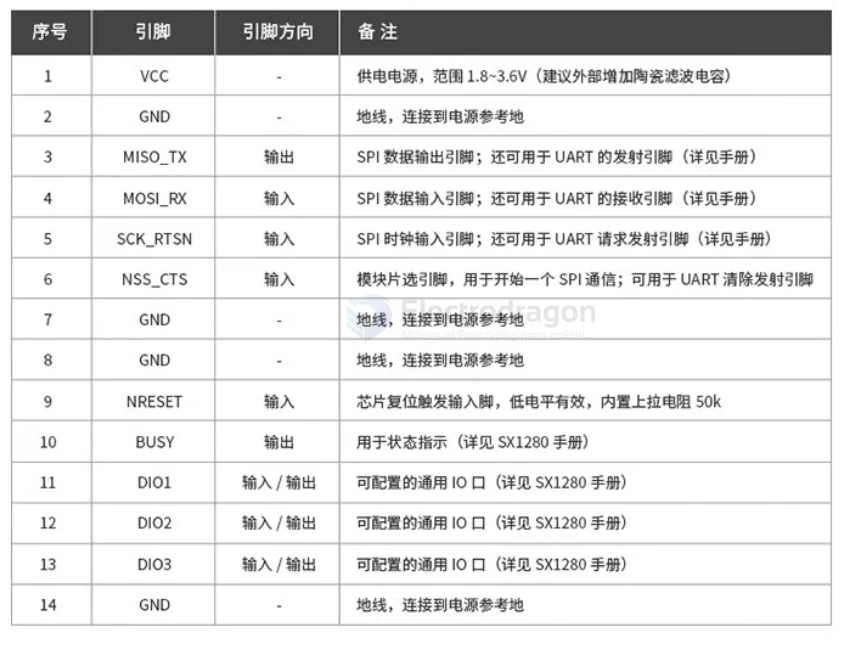 序号 引脚 引脚方向 备 注
1 VCC - 供电电源，范围 1.8~3.6V（建议外部增加陶瓷滤波电容）
2 GND - 地线，连接到电源参考地
3 MISO_TX 输出 SPI 数据输出引脚；还可用于 UART 的发射引脚（详见手册）
4 MOSI_RX 输入 SPI 数据输入引脚；还可用于 UART 的接收引脚（详见手册）
5 SCK_RTSN 输入 SPI 时钟输入引脚；还可用于 UART 请求发射引脚（详见手册）
6 NSS_CTS 输入 模块片选引脚，用于开始一个 SPI 通信；可用于 UART 清除发射引脚
Electrodragon
7 GND - 地线，连接到电源参考地
8 GND - 地线，连接到电源参考地
9 NRESET 输入 芯片复位触发输入脚，低电平有效，内置上拉电阻 50k
10 BUSY 输出 用于状态指示（详见 SX1280 手册）
11 DIO1 输入 / 输出 可配置的通用 IO 口（详见 SX1280 手册）
12 DIO2 输入 / 输出 可配置的通用 IO 口（详见 SX1280 手册）
13 DIO3 输入 / 输出 可配置的通用 IO 口（详见 SX1280 手册）
14 GND - 地线，连接到电源参考地